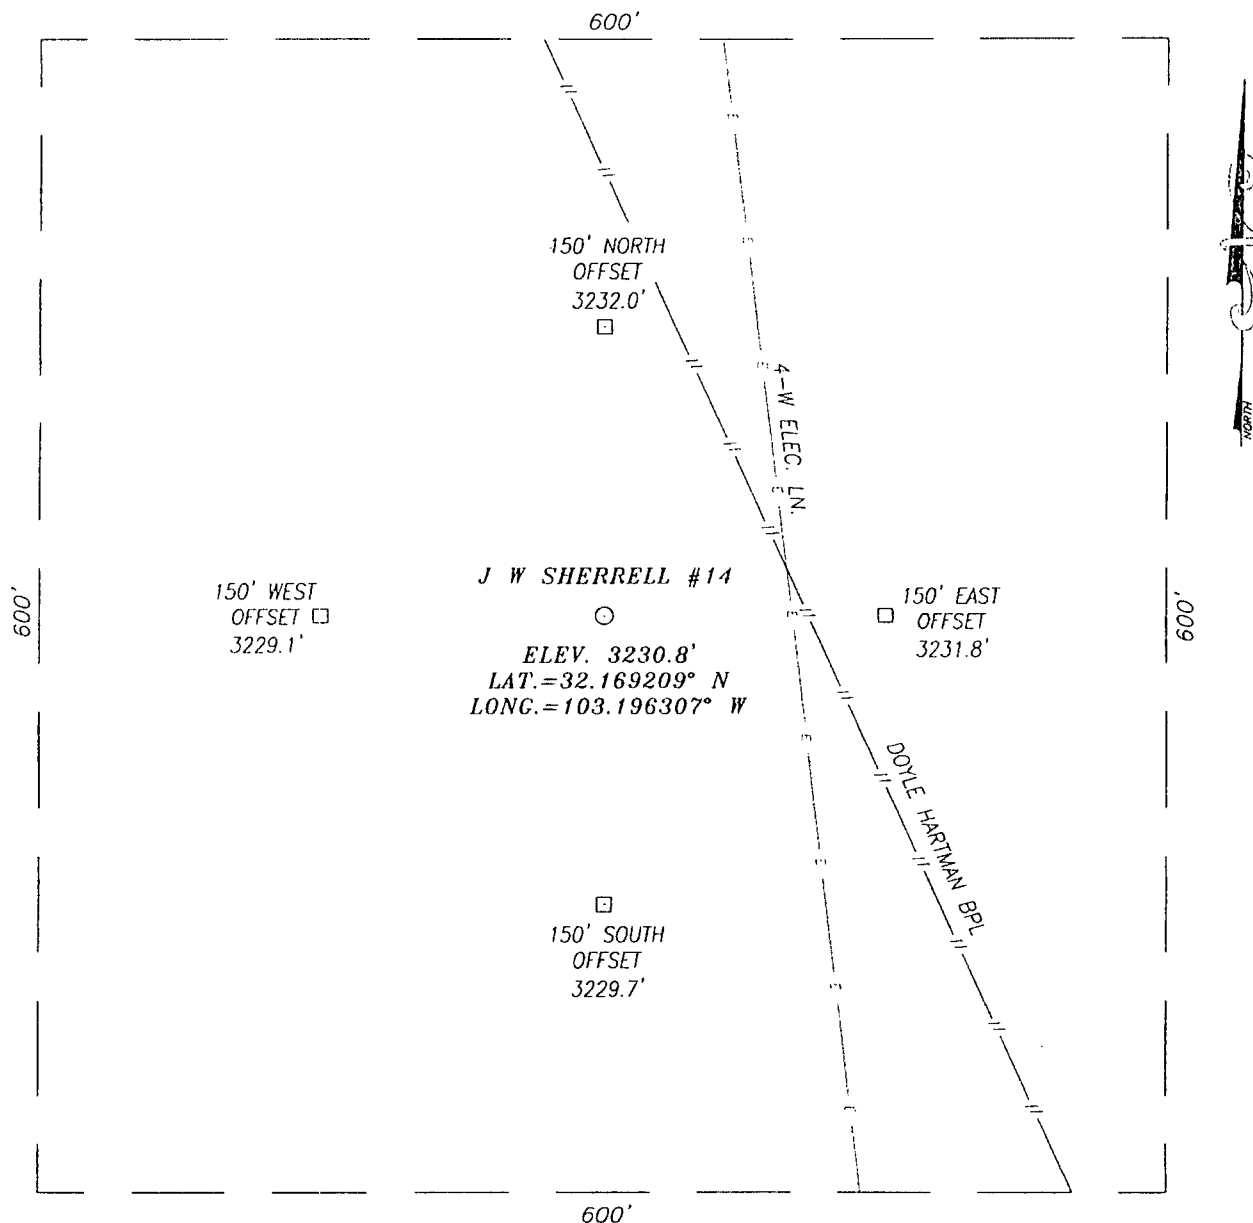 600'
150' NORTH
OFFSET
3232.0'
4-W ELEC. LN.
NORTH
J W SHERRELL #14
150' WEST
OFFSET
3229.1'
600'
150' EAST
OFFSET
3231.8'
600'
ELEV. 3230.8'
LAT.=32.169209° N
LONG.=103.196307° W
DOYLE HARTMAN BPL
150' SOUTH
OFFSET
3229.7'
600'